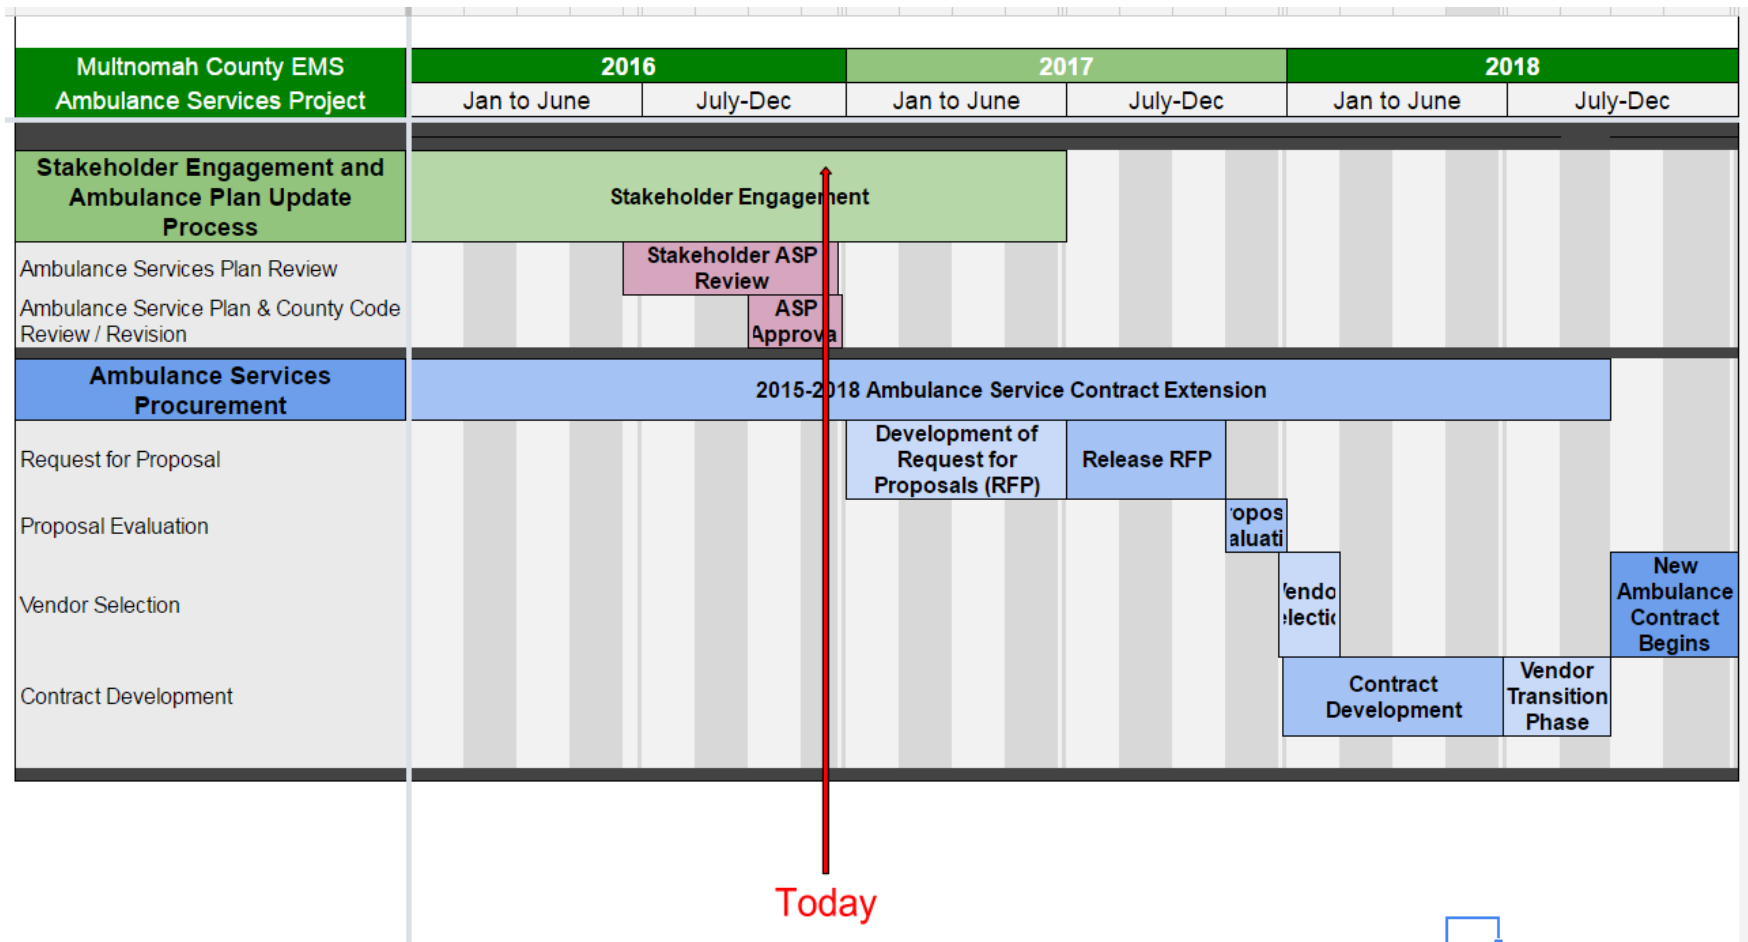 Multnomah County EMS
Ambulance Services Project
2016
2017
2018
Jan to June
July-Dec
Jan to June
July-Dec
Jan to June
July-Dec
Stakeholder Engagement and
Ambulance Plan Update
Process
Stakeholder Engagement
Ambulance Services Plan Review
Stakeholder ASP
Review
Ambulance Service Plan & County Code
Review / Revision
ASP
Approva
Ambulance Services
Procurement
2015-2018 Ambulance Service Contract Extension
Request for Proposal
Development of
Request for
Proposals (RFP)
Release RFP
Proposal Evaluation
opos
aluati
Vendor Selection
endo
lectio
New
Ambulance
Contract
Begins
Contract Development
Contract
Development
Vendor
Transition
Phase
Today